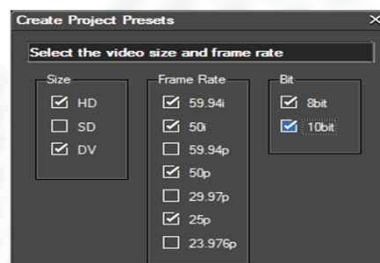 Create Project Presets
Select the video size and frame rate
Size
HD
SD
DV
Frame Rate
59.94i
50i
59.94p
50p
29.97p
25p
23.976p
Bit
8bit
10bit